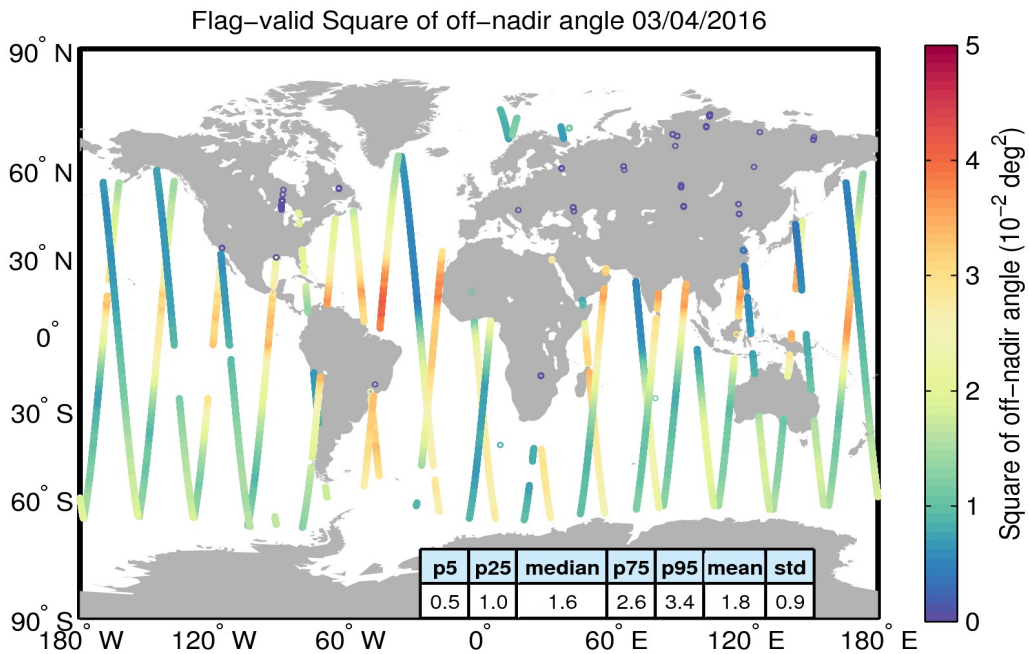 Flag−valid Square of off−nadir angle 03/04/2016
90° N
60° N
30° N
0°
30° S
60° S
90° S
180° W
120° W
60° W
0°
60° E
120° E
180° E
p5 p25 median p75 p95 mean std
0.5 1.0 1.6 2.6 3.4 1.8 0.9
5
4
3
2
1
0
Square of off−nadir angle (10⁻² deg²)